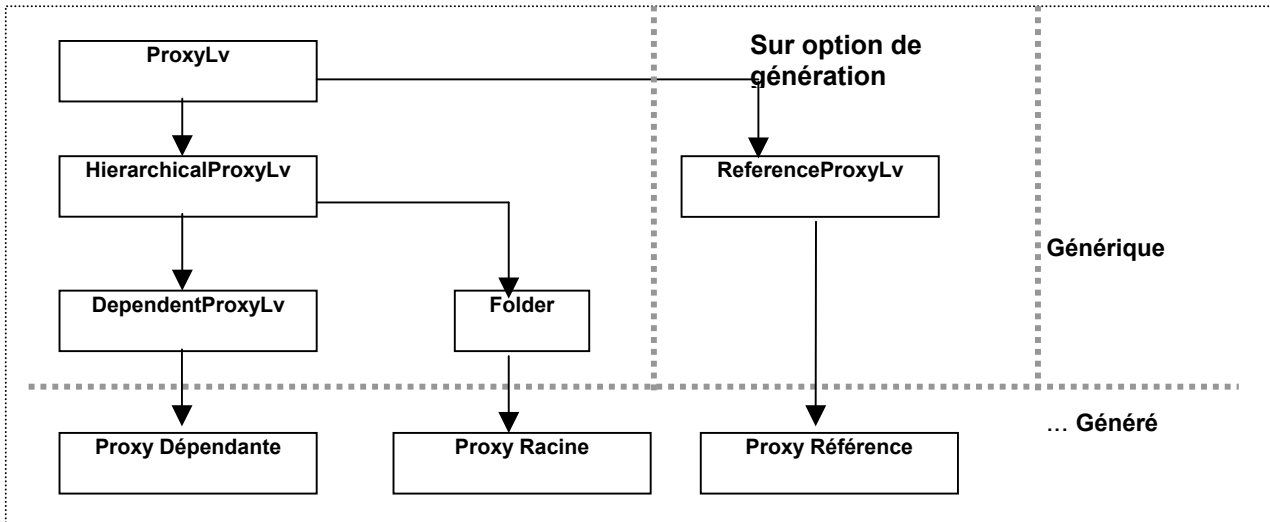 ProxyLv
Sur option de
génération
HierarchicalProxyLv
ReferenceProxyLv
Générique
DependentProxyLv
Folder
... Généré
Proxy Dépendante
Proxy Racine
Proxy Référence